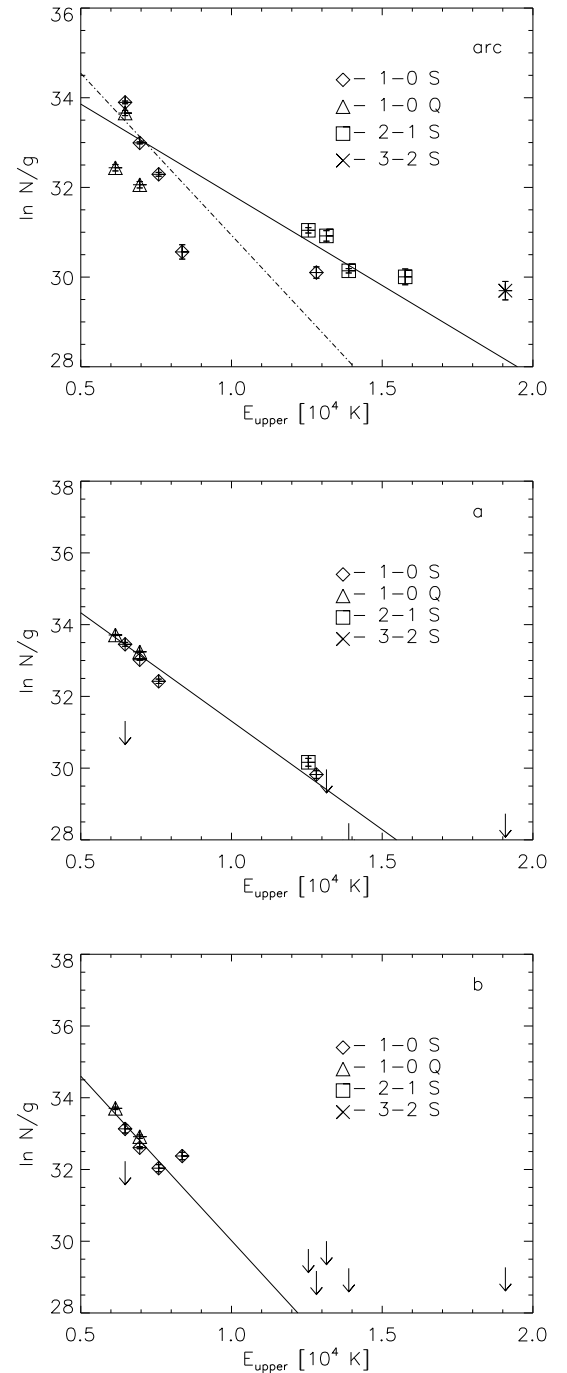 36
arc
◇− 1−0 S
34
△− 1−0 Q
□− 2−1 S
×− 3−2 S
ln N/g
32
30
28
0.5 1.0 1.5 2.0
E_upper [10^4 K]
38
a
36
◇− 1−0 S
△− 1−0 Q
□− 2−1 S
×− 3−2 S
34
ln N/g
32
30
28
0.5 1.0 1.5 2.0
E_upper [10^4 K]
38
b
36
◇− 1−0 S
△− 1−0 Q
□− 2−1 S
×− 3−2 S
34
ln N/g
32
30
28
0.5 1.0 1.5 2.0
E_upper [10^4 K]